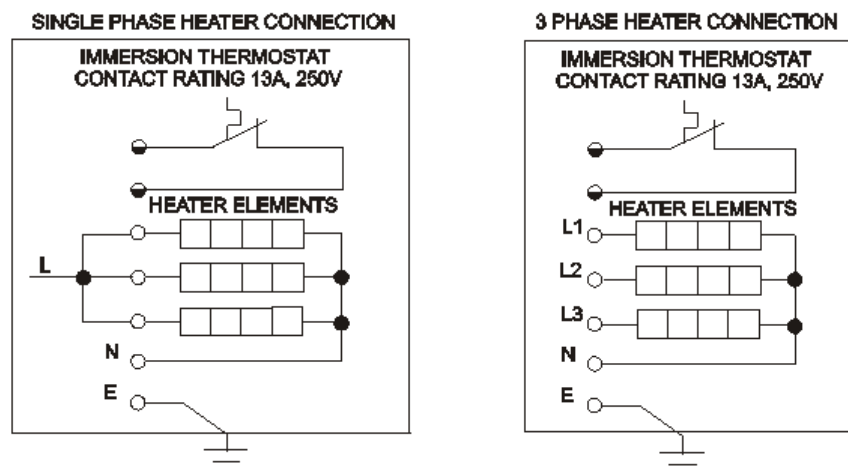 SINGLE PHASE HEATER CONNECTION
IMMERSION THERMOSTAT
CONTACT RATING 13A, 250V
HEATER ELEMENTS
L
N
E
3 PHASE HEATER CONNECTION
IMMERSION THERMOSTAT
CONTACT RATING 13A, 250V
HEATER ELEMENTS
L1
L2
L3
N
E